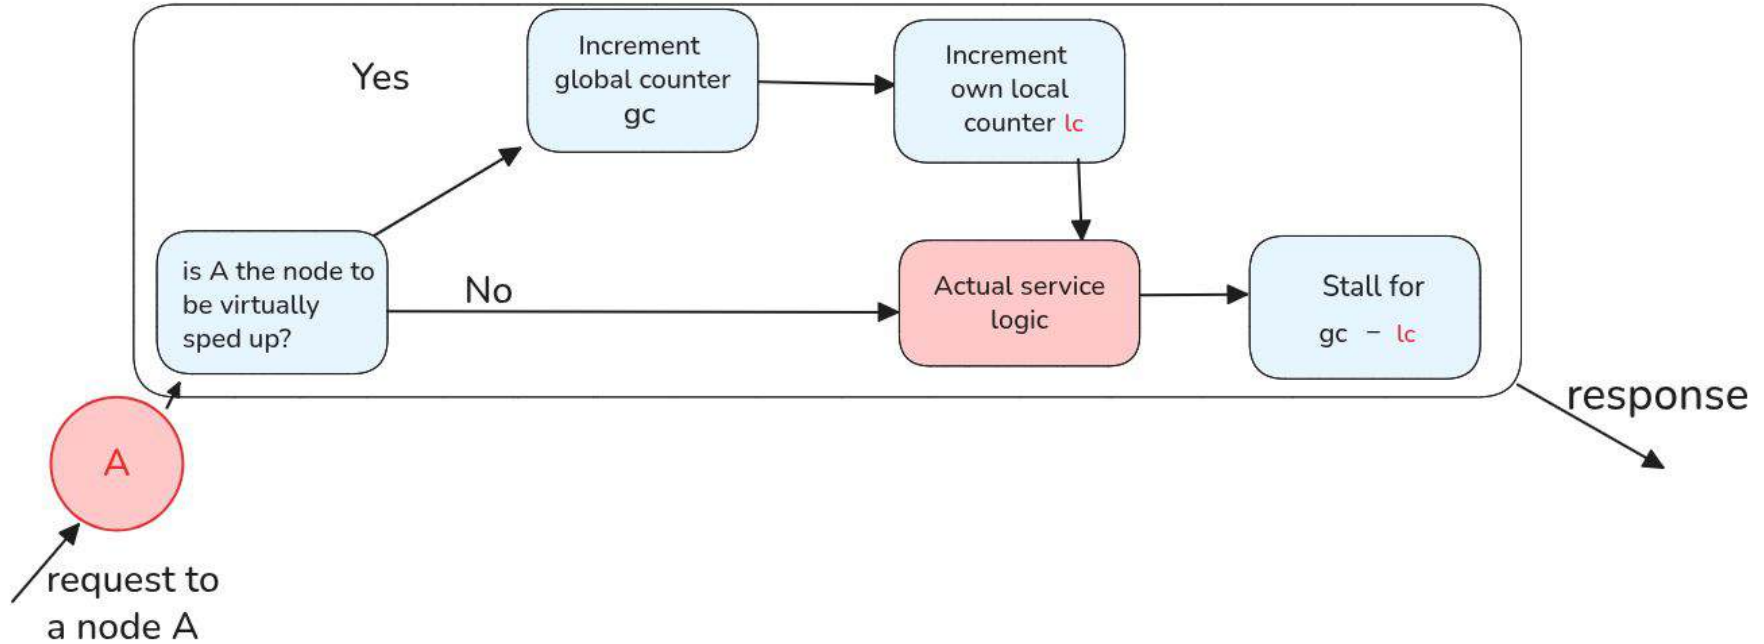 Increment
global counter
gc
Increment
own local
counter lc
Yes
is A the node to
be virtually
sped up?
No
Actual service
logic
Stall for
gc – lc
response
A
request to
a node A